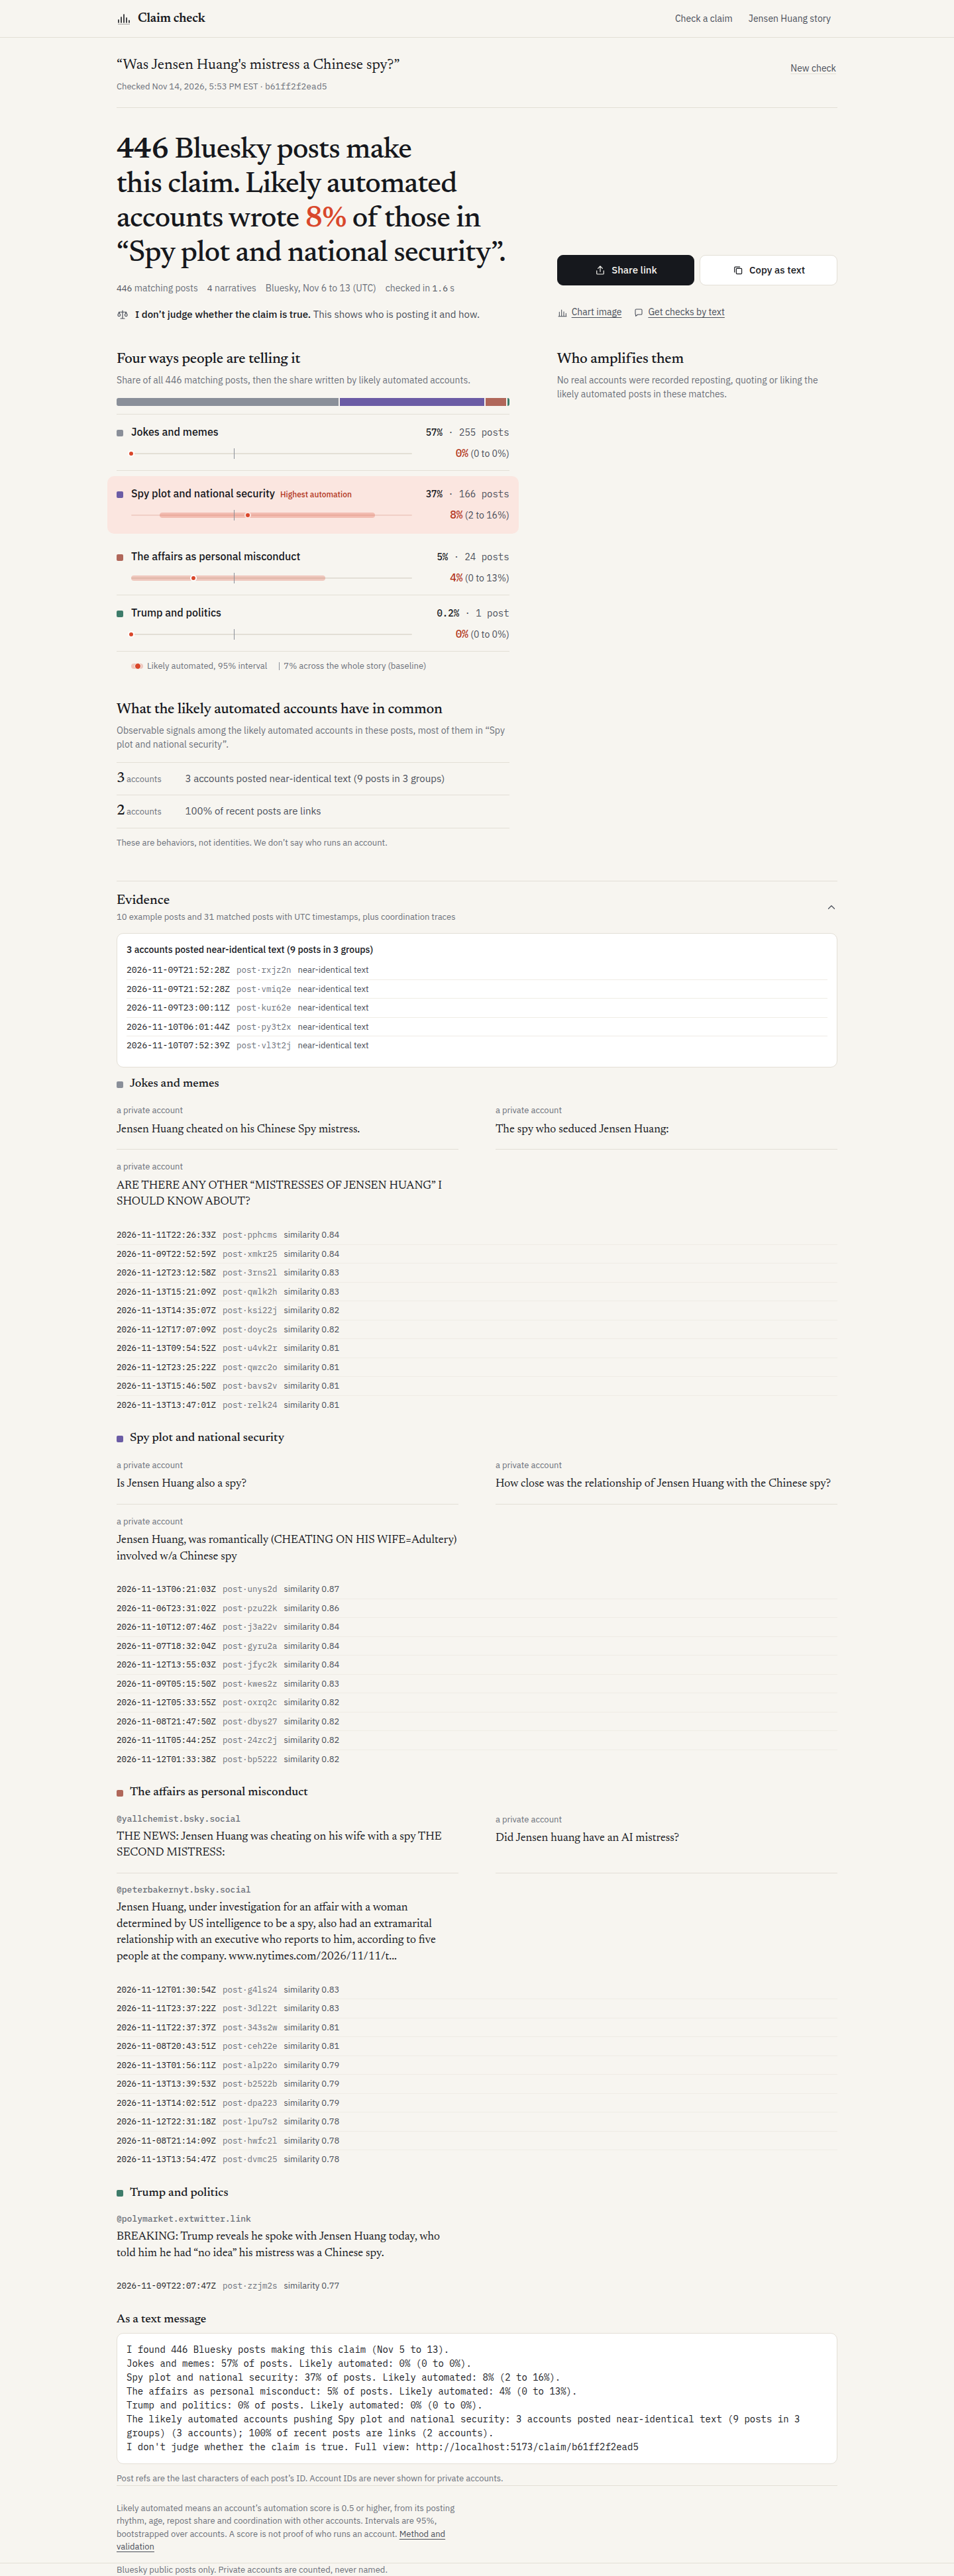 Claim check
Check a claim
Jensen Huang story
“Was Jensen Huang's mistress a Chinese spy?”
New check
Checked Nov 14, 2026, 5:53 PM EST · b61ff2f2ead5
446 Bluesky posts make
this claim. Likely automated
accounts wrote 8% of those in
“Spy plot and national security”.
446 matching posts 4 narratives Bluesky, Nov 6 to 13 (UTC) checked in 1.6 s
I don’t judge whether the claim is true. This shows who is posting it and how.
Share link
Copy as text
Chart image
Get checks by text
Four ways people are telling it
Share of all 446 matching posts, then the share written by likely automated accounts.
Jokes and memes 57% · 255 posts
0% (0 to 0%)
Spy plot and national security Highest automation 37% · 166 posts
8% (2 to 16%)
The affairs as personal misconduct 5% · 24 posts
4% (0 to 13%)
Trump and politics 0.2% · 1 post
0% (0 to 0%)
Likely automated, 95% interval 7% across the whole story (baseline)
Who amplifies them
No real accounts were recorded reposting, quoting or liking the
likely automated posts in these matches.
What the likely automated accounts have in common
Observable signals among the likely automated accounts in these posts, most of them in “Spy
plot and national security”.
3 accounts 3 accounts posted near-identical text (9 posts in 3 groups)
2 accounts 100% of recent posts are links
These are behaviors, not identities. We don’t say who runs an account.
Evidence
10 example posts and 31 matched posts with UTC timestamps, plus coordination traces
3 accounts posted near-identical text (9 posts in 3 groups)
2026-11-09T21:52:28Z post·rxjz2n near-identical text
2026-11-09T21:52:28Z post·vmiq2e near-identical text
2026-11-09T23:00:11Z post·kur62e near-identical text
2026-11-10T06:01:44Z post·py3t2x near-identical text
2026-11-10T07:52:39Z post·vl3t2j near-identical text
Jokes and memes
a private account
Jensen Huang cheated on his Chinese Spy mistress.
a private account
The spy who seduced Jensen Huang:
a private account
ARE THERE ANY OTHER “MISTRESSES OF JENSEN HUANG” I
SHOULD KNOW ABOUT?
2026-11-11T22:26:33Z post·pphcms similarity 0.84
2026-11-09T22:52:59Z post·xmkr25 similarity 0.84
2026-11-12T23:12:58Z post·3rns2l similarity 0.83
2026-11-13T15:21:09Z post·qwlk2h similarity 0.83
2026-11-13T14:35:07Z post·ksi22j similarity 0.82
2026-11-12T17:07:09Z post·doyc2s similarity 0.82
2026-11-13T09:54:52Z post·u4vk2r similarity 0.81
2026-11-12T23:25:22Z post·qwzc2o similarity 0.81
2026-11-13T15:46:50Z post·bavs2v similarity 0.81
2026-11-13T13:47:01Z post·relk24 similarity 0.81
Spy plot and national security
a private account
Is Jensen Huang also a spy?
a private account
How close was the relationship of Jensen Huang with the Chinese spy?
a private account
Jensen Huang, was romantically (CHEATING ON HIS WIFE=Adultery)
involved w/a Chinese spy
2026-11-13T06:21:03Z post·unys2d similarity 0.87
2026-11-06T23:31:02Z post·pzu22k similarity 0.86
2026-11-10T12:07:46Z post·j3a22v similarity 0.84
2026-11-07T18:32:04Z post·gyru2a similarity 0.84
2026-11-12T13:55:03Z post·jfyc2k similarity 0.84
2026-11-09T05:15:50Z post·kwes2z similarity 0.83
2026-11-12T05:33:55Z post·oxrq2c similarity 0.82
2026-11-08T21:47:50Z post·dbys27 similarity 0.82
2026-11-11T05:44:25Z post·24zc2j similarity 0.82
2026-11-12T01:33:38Z post·bp5222 similarity 0.82
The affairs as personal misconduct
@yallchemist.bsky.social
THE NEWS: Jensen Huang was cheating on his wife with a spy THE
SECOND MISTRESS:
a private account
Did Jensen huang have an AI mistress?
@peterbakernyt.bsky.social
Jensen Huang, under investigation for an affair with a woman
determined by US intelligence to be a spy, also had an extramarital
relationship with an executive who reports to him, according to five
people at the company. www.nytimes.com/2026/11/11/t...
2026-11-12T01:30:54Z post·g4ls24 similarity 0.83
2026-11-11T23:37:22Z post·3dl22t similarity 0.83
2026-11-11T22:37:37Z post·343s2w similarity 0.81
2026-11-08T20:43:51Z post·ceh22e similarity 0.81
2026-11-13T01:56:11Z post·alp22o similarity 0.79
2026-11-13T13:39:53Z post·b2522b similarity 0.79
2026-11-13T14:02:51Z post·dpa223 similarity 0.79
2026-11-12T22:31:18Z post·lpu7s2 similarity 0.78
2026-11-08T21:14:09Z post·hwfc2l similarity 0.78
2026-11-13T13:54:47Z post·dvmc25 similarity 0.78
Trump and politics
@polymarket.extwitter.link
BREAKING: Trump reveals he spoke with Jensen Huang today, who
told him he had “no idea” his mistress was a Chinese spy.
2026-11-09T22:07:47Z post·zzjm2s similarity 0.77
As a text message
I found 446 Bluesky posts making this claim (Nov 5 to 13).
Jokes and memes: 57% of posts. Likely automated: 0% (0 to 0%).
Spy plot and national security: 37% of posts. Likely automated: 8% (2 to 16%).
The affairs as personal misconduct: 5% of posts. Likely automated: 4% (0 to 13%).
Trump and politics: 0% of posts. Likely automated: 0% (0 to 0%).
The likely automated accounts pushing Spy plot and national security: 3 accounts posted near-identical text (9 posts in 3
groups) (3 accounts); 100% of recent posts are links (2 accounts).
I don't judge whether the claim is true. Full view: http://localhost:5173/claim/b61ff2f2ead5
Post refs are the last characters of each post’s ID. Account IDs are never shown for private accounts.
Likely automated means an account’s automation score is 0.5 or higher, from its posting
rhythm, age, repost share and coordination with other accounts. Intervals are 95%,
bootstrapped over accounts. A score is not proof of who runs an account. Method and
validation
Bluesky public posts only. Private accounts are counted, never named.